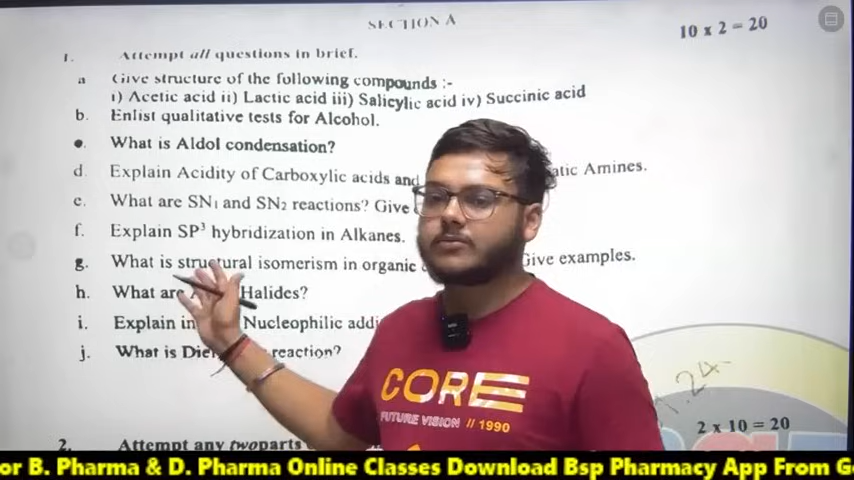 SECTION A
10 x 2 = 20
1. Attempt all questions in brief.
a Give structure of the following compounds :-
i) Acetic acid ii) Lactic acid iii) Salicylic acid iv) Succinic acid
b. Enlist qualitative tests for Alcohol.
What is Aldol condensation?
d. Explain Acidity of Carboxylic acids and atic Amines.
e. What are SN1 and SN2 reactions? Give
f. Explain SP³ hybridization in Alkanes.
g. What is structural isomerism in organic Give examples.
h. What are Halides?
i. Explain in Nucleophilic addi
j. What is Die reaction?
CORE
FUTURE VISION // 1990
.24
2 x 10 = 20
2. Attempt any two parts
or B. Pharma & D. Pharma Online Classes Download Bsp Pharmacy App From G